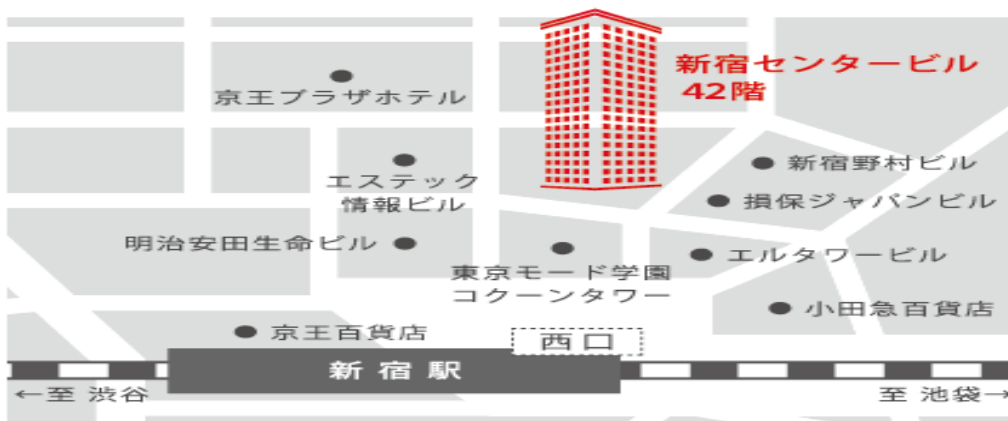 新宿センタービル
42階
京王プラザホテル
新宿野村ビル
エステック
情報ビル
損保ジャパンビル
明治安田生命ビル
エルタワービル
東京モード学園
コクーンタワー
小田急百貨店
京王百貨店
西口
新宿駅
←至 渋谷
至 池袋→